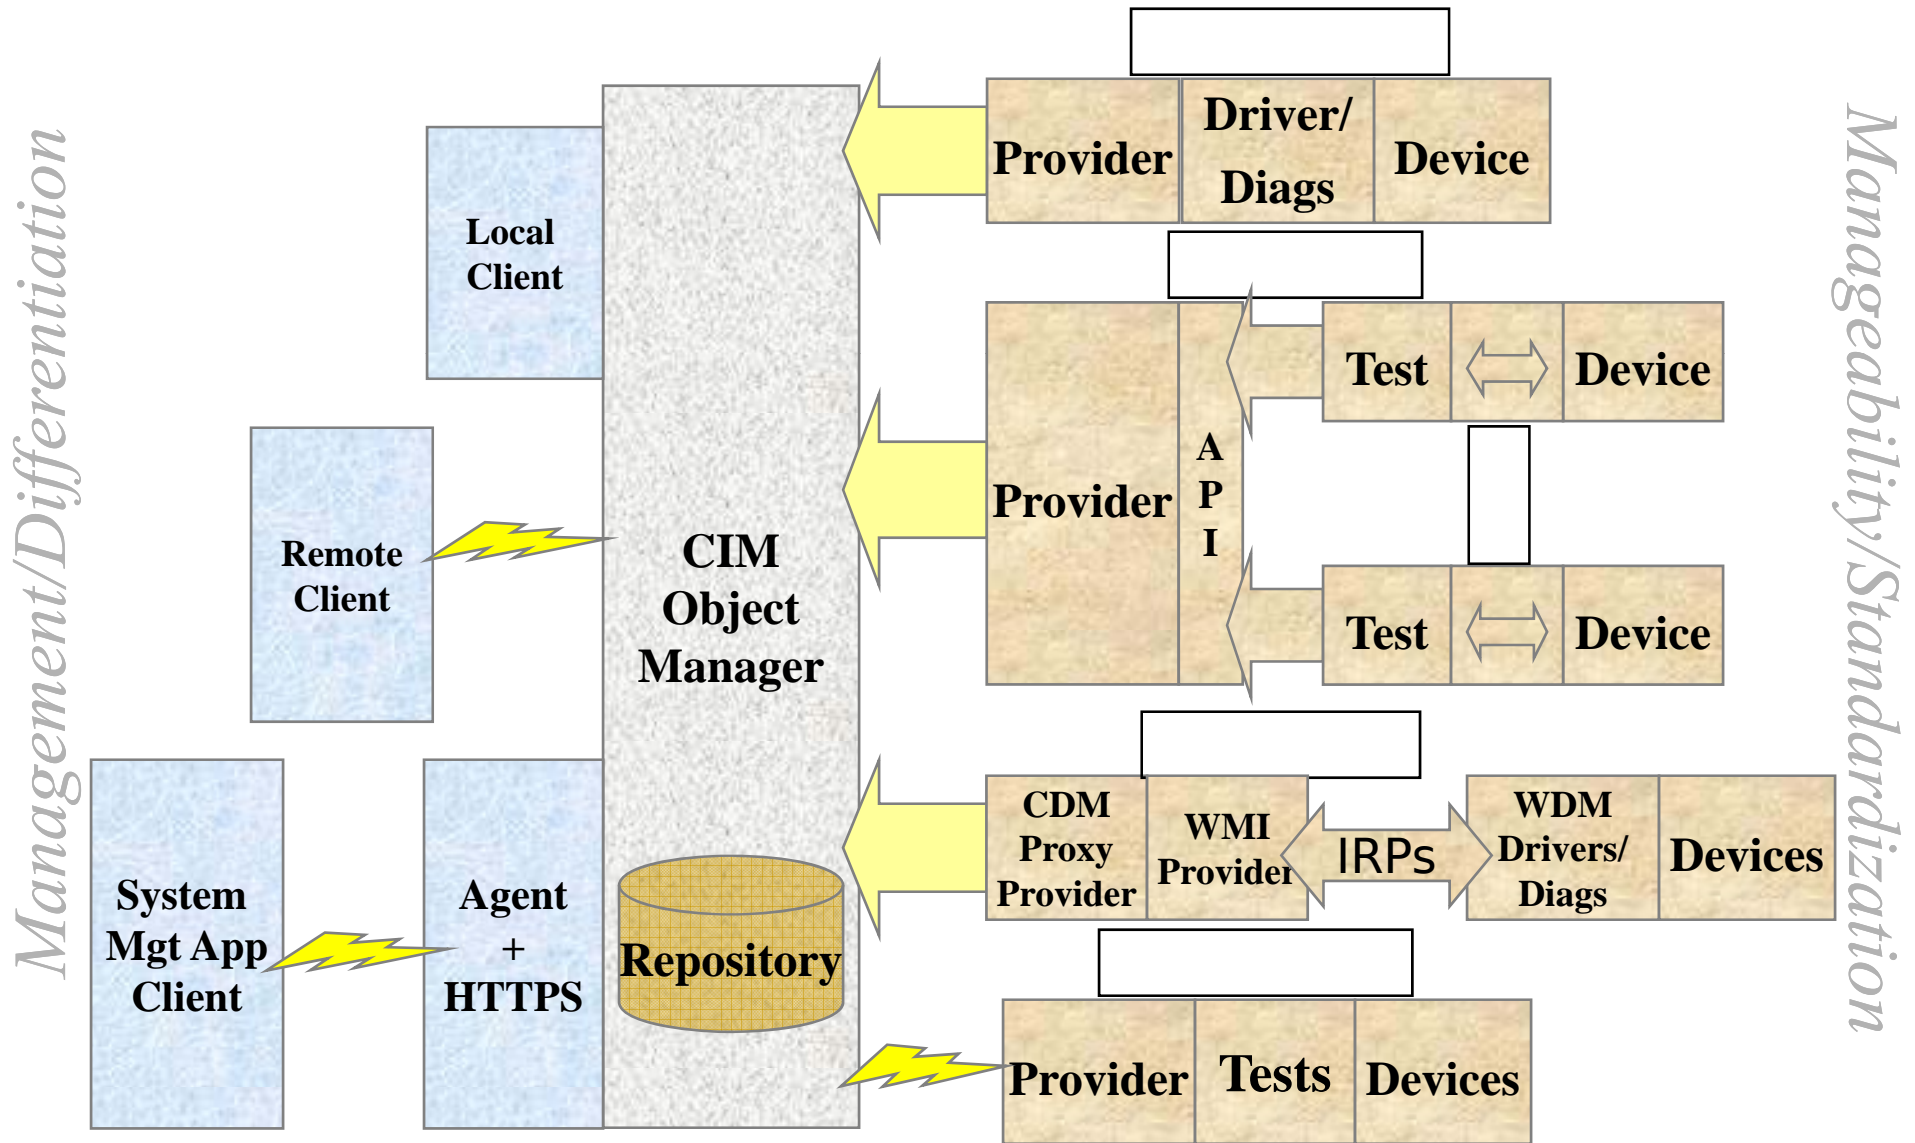 Management/Differentiation
Local
Client
Remote
Client
System
Mgt App
Client
Agent
+
HTTPS
CIM
Object
Manager
Repository
Provider
Driver/
Diags
Device
Provider
A
P
I
Test
Device
Test
Device
CDM
Proxy
Provider
WMI
Provider
IRPs
WDM
Drivers/
Diags
Devices
Provider
Tests
Devices
Manageability/Standardization